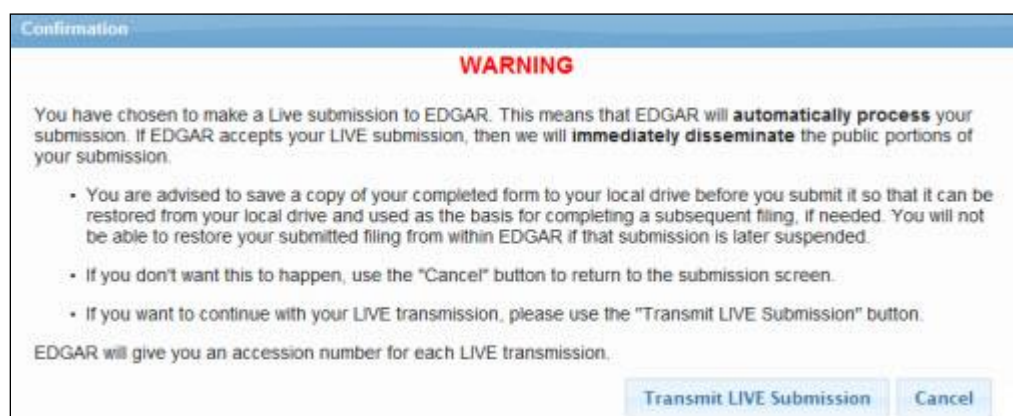 Confirmation
WARNING
You have chosen to make a Live submission to EDGAR. This means that EDGAR will automatically process your
submission. If EDGAR accepts your LIVE submission, then we will immediately disseminate the public portions of
your submission.
• You are advised to save a copy of your completed form to your local drive before you submit it so that it can be
restored from your local drive and used as the basis for completing a subsequent filing, if needed. You will not
be able to restore your submitted filing from within EDGAR if that submission is later suspended.
• If you don't want this to happen, use the "Cancel" button to return to the submission screen.
• If you want to continue with your LIVE transmission, please use the "Transmit LIVE Submission" button.
EDGAR will give you an accession number for each LIVE transmission.
Transmit LIVE Submission Cancel